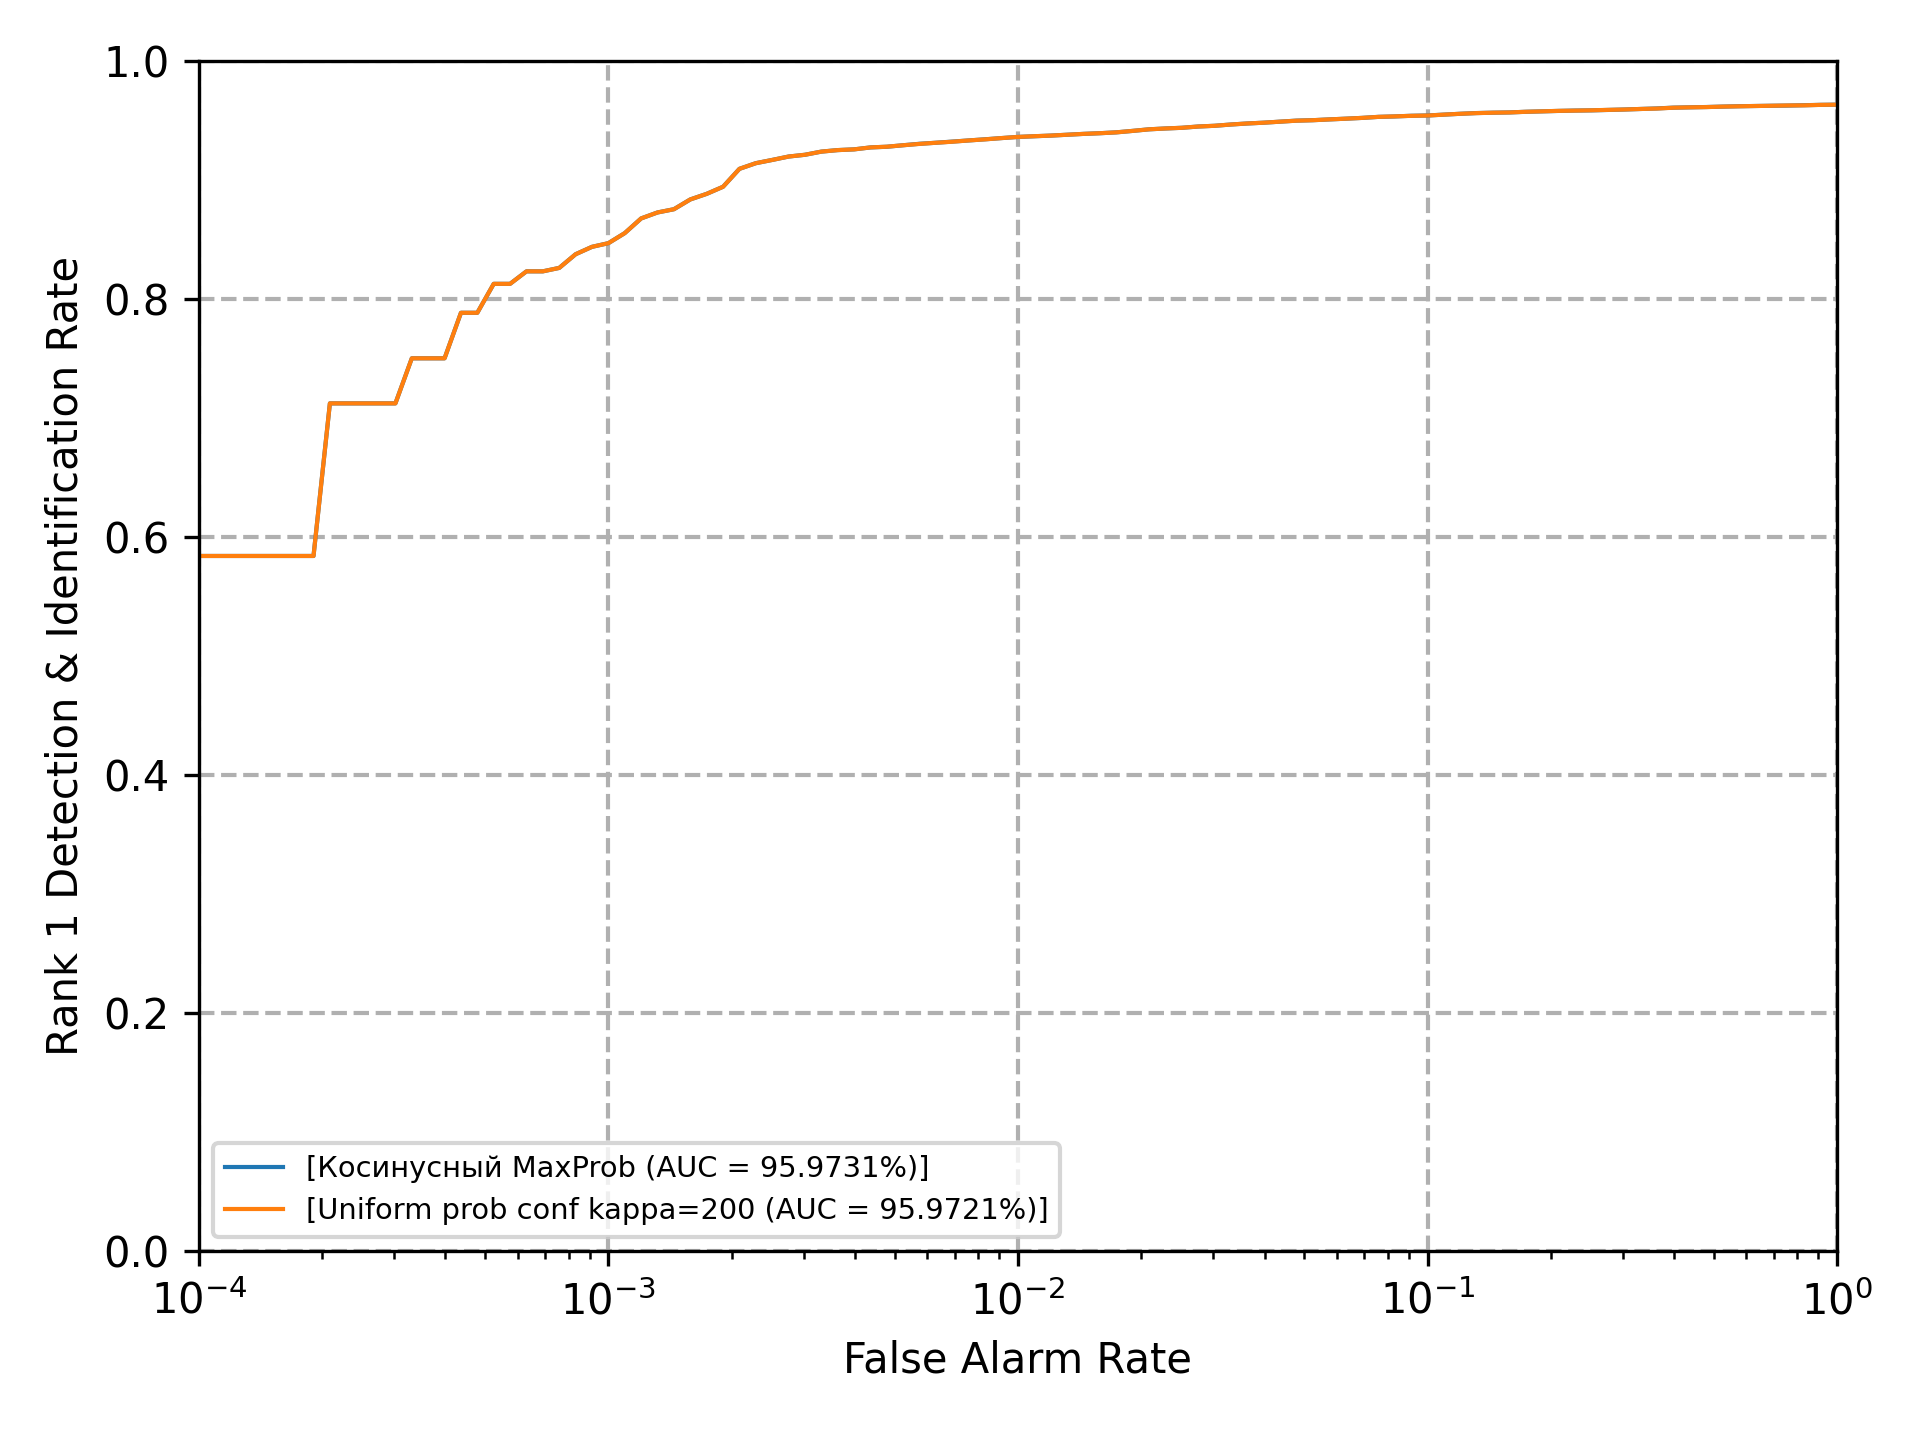 1.0
0.8
0.6
0.4
0.2
0.0
Rank 1 Detection & Identification Rate
[Косинусный MaxProb (AUC = 95.9731%)]
[Uniform prob conf kappa=200 (AUC = 95.9721%)]
10⁻⁴ 10⁻³ 10⁻² 10⁻¹ 10⁰
False Alarm Rate